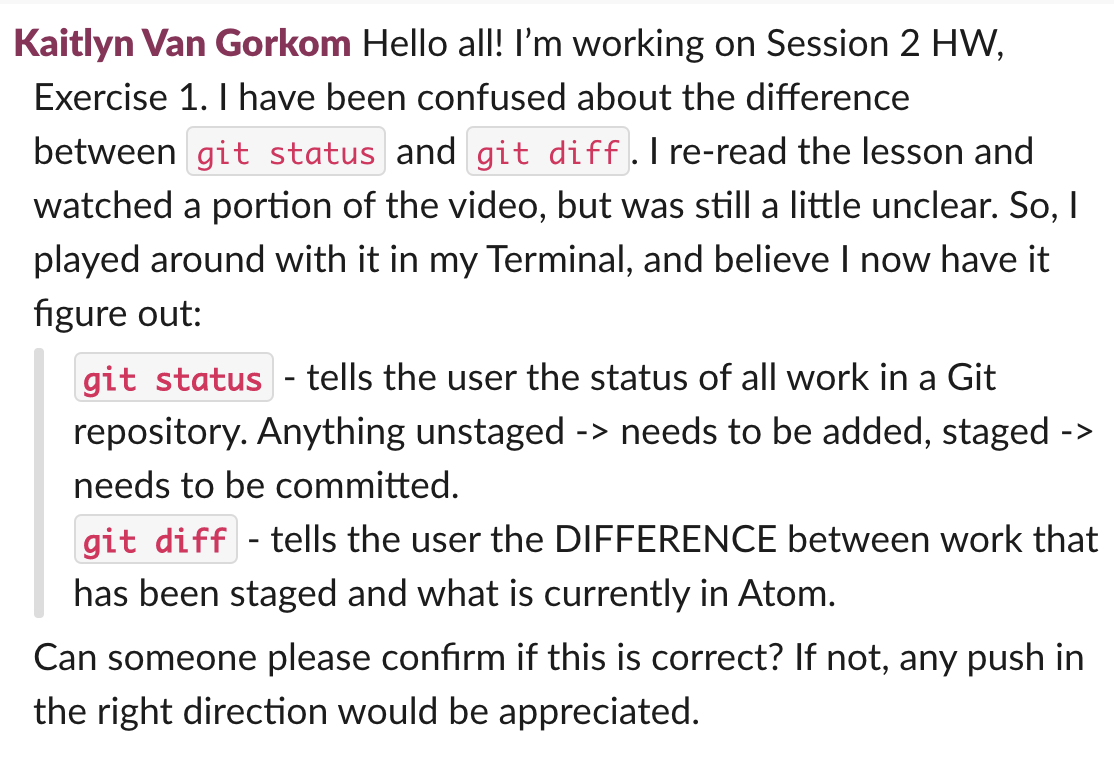 Kaitlyn Van Gorkom Hello all! I’m working on Session 2 HW,
Exercise 1. I have been confused about the difference
between git status and git diff. I re-read the lesson and
watched a portion of the video, but was still a little unclear. So, I
played around with it in my Terminal, and believe I now have it
figure out:
git status - tells the user the status of all work in a Git
repository. Anything unstaged -> needs to be added, staged ->
needs to be committed.
git diff - tells the user the DIFFERENCE between work that
has been staged and what is currently in Atom.
Can someone please confirm if this is correct? If not, any push in
the right direction would be appreciated.